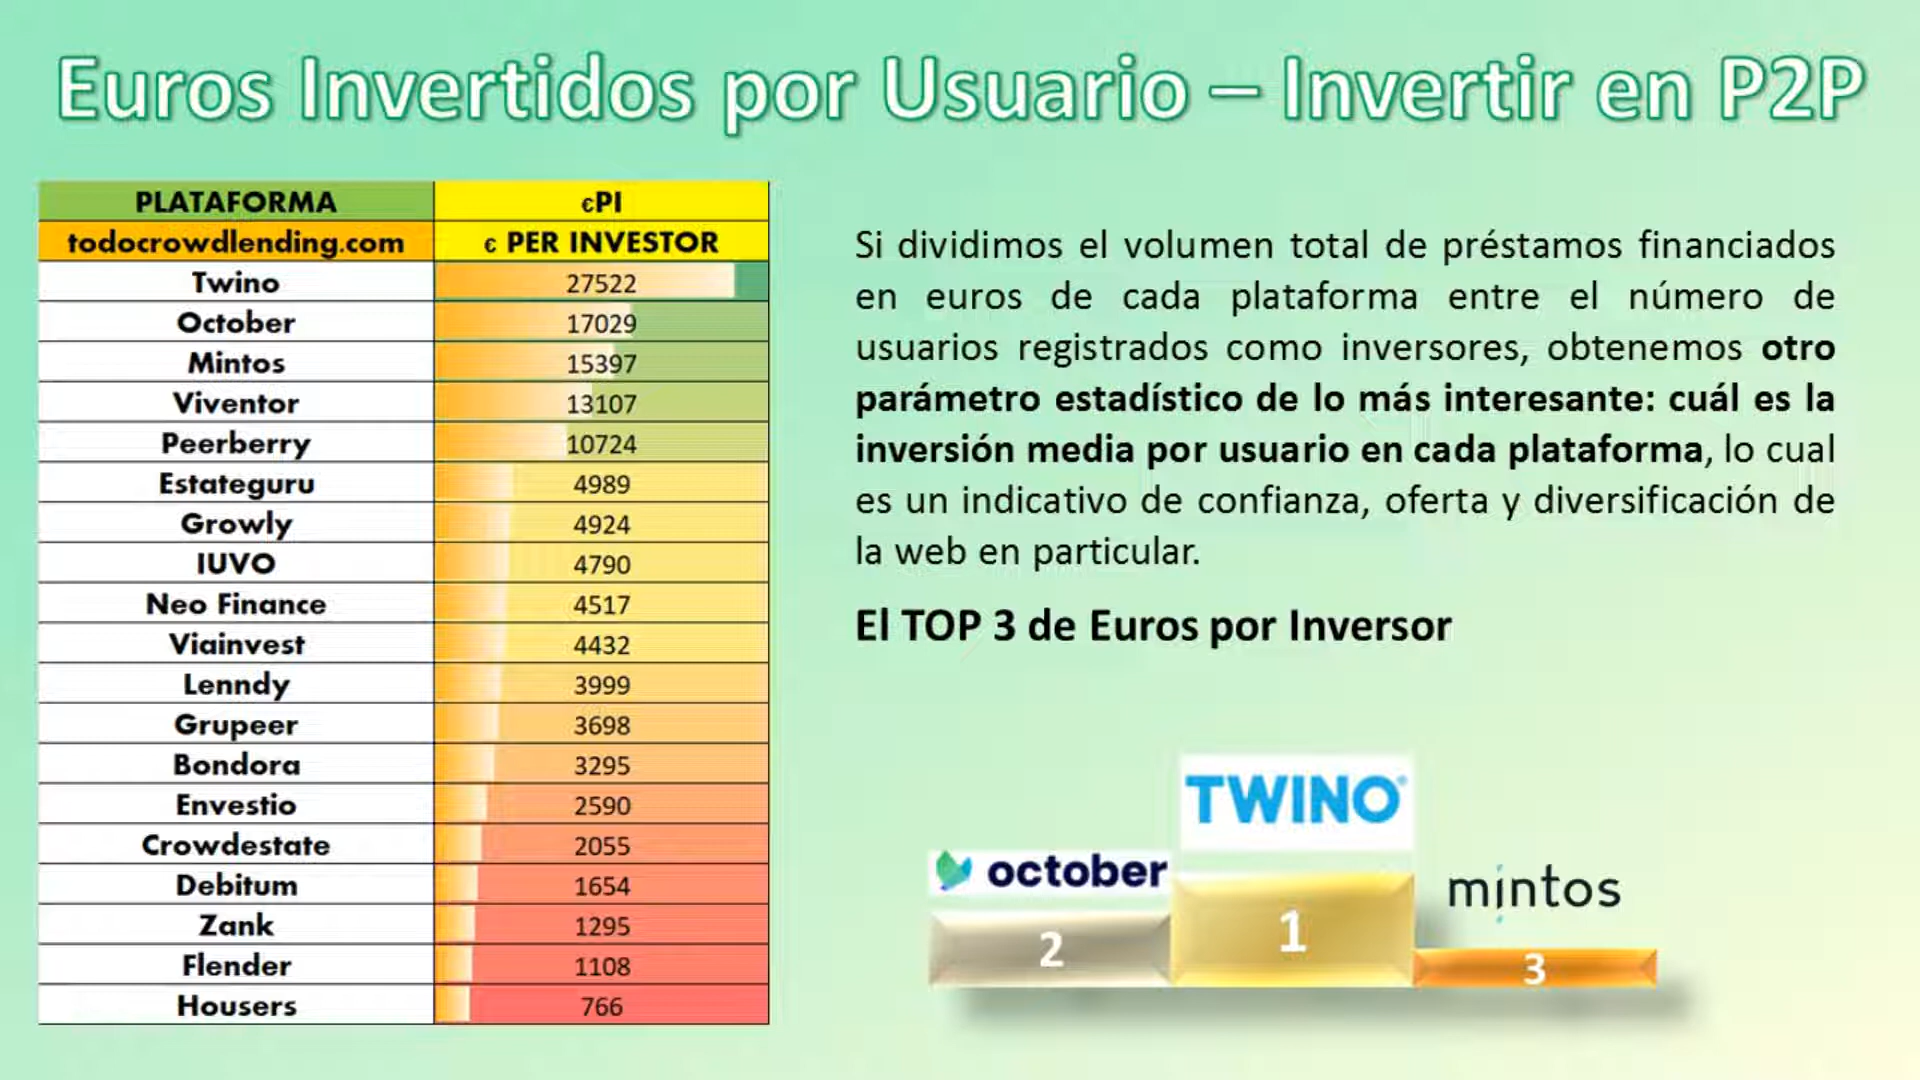 Euros Invertidos por Usuario – Invertir en P2P
PLATAFORMA €PI
todocrowdlending.com € PER INVESTOR
Twino 27522
October 17029
Mintos 15397
Viventor 13107
Peerberry 10724
Estateguru 4989
Growly 4924
IUVO 4790
Neo Finance 4517
Viainvest 4432
Lenndy 3999
Grupeer 3698
Bondora 3295
Envestio 2590
Crowdestate 2055
Debitum 1654
Zank 1295
Flender 1108
Housers 766
Si dividimos el volumen total de préstamos financiados
en euros de cada plataforma entre el número de
usuarios registrados como inversores, obtenemos otro
parámetro estadístico de lo más interesante: cuál es la
inversión media por usuario en cada plataforma, lo cual
es un indicativo de confianza, oferta y diversificación de
la web en particular.
El TOP 3 de Euros por Inversor
TWINO®
october
mintos
2
1
3